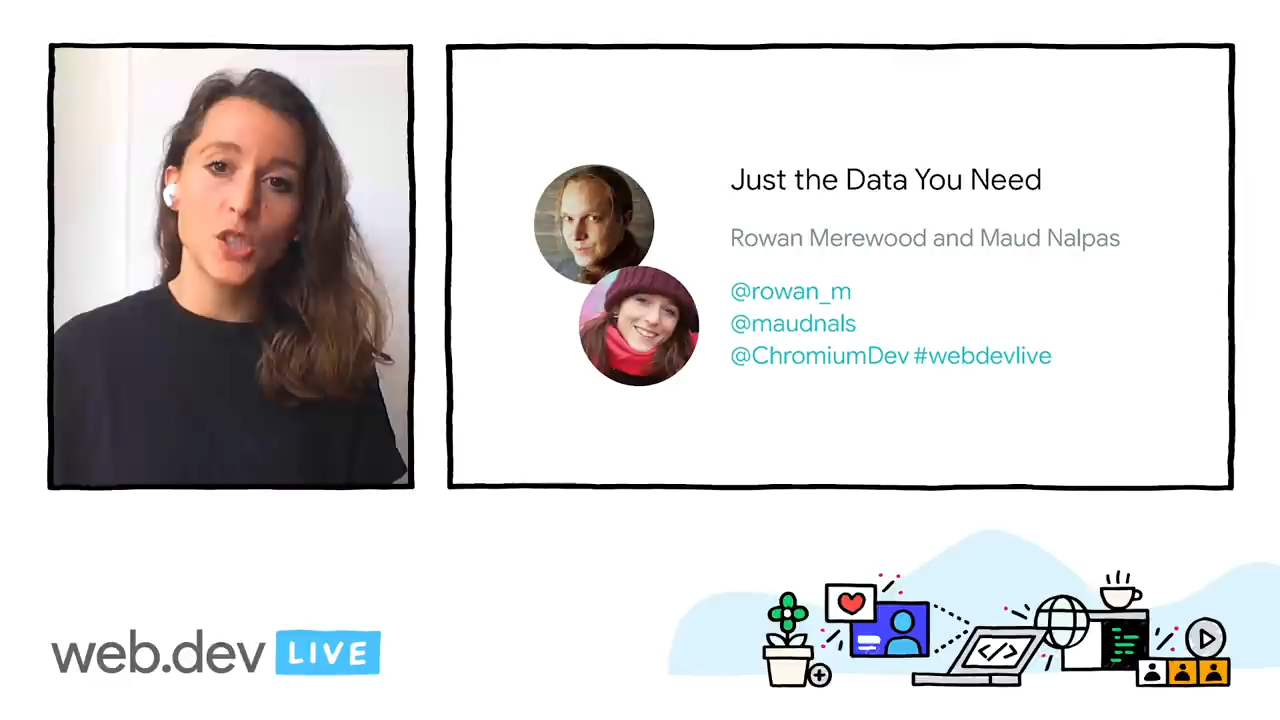 Just the Data You Need
Rowan Merewood and Maud Nalpas
@rowan_m
@maudnals
@ChromiumDev #webdevlive
web.dev LIVE
</>